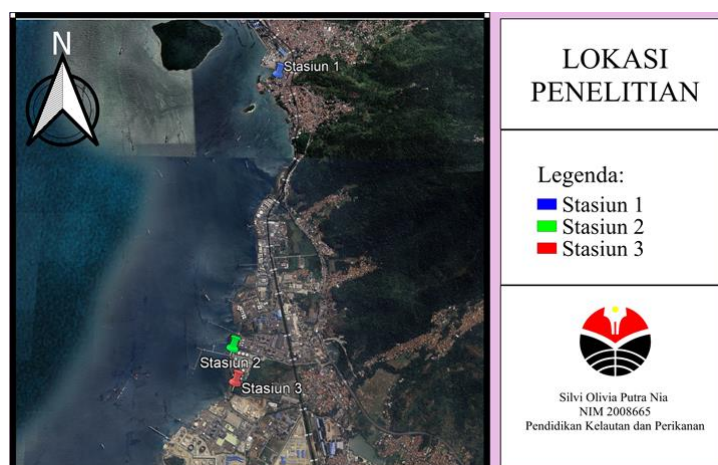 N
Stasiun 1
Stasiun 2
Stasiun 3
LOKASI
PENELITIAN
Legenda:
Stasiun 1
Stasiun 2
Stasiun 3
Silvi Olivia Putra Nia
NIM 2008665
Pendidikan Kelautan dan Perikanan